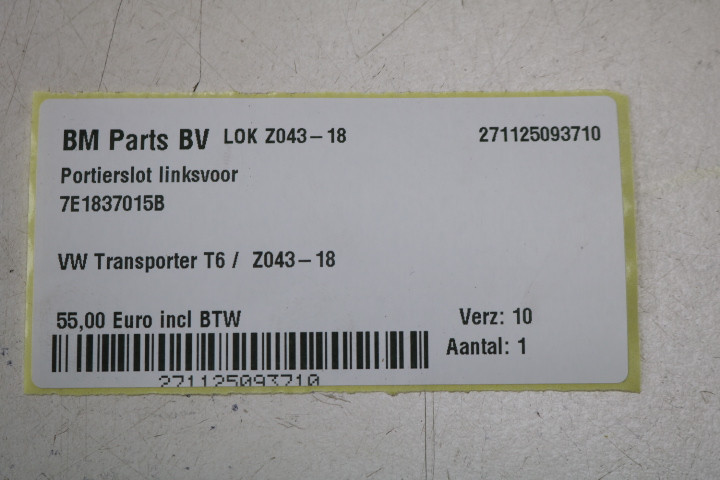 BM Parts BV LOK Z043-18 271125093710
Portierslot linksvoor
7E1837015B
VW Transporter T6 / Z043-18
55,00 Euro incl BTW Verz: 10
Aantal: 1
271125093710